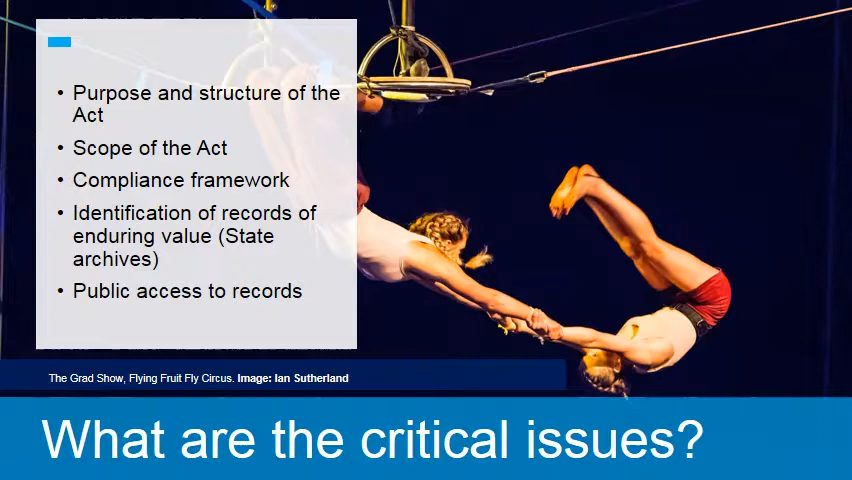 • Purpose and structure of the
Act
• Scope of the Act
• Compliance framework
• Identification of records of
enduring value (State
archives)
• Public access to records
The Grad Show, Flying Fruit Fly Circus. Image: Ian Sutherland
What are the critical issues?